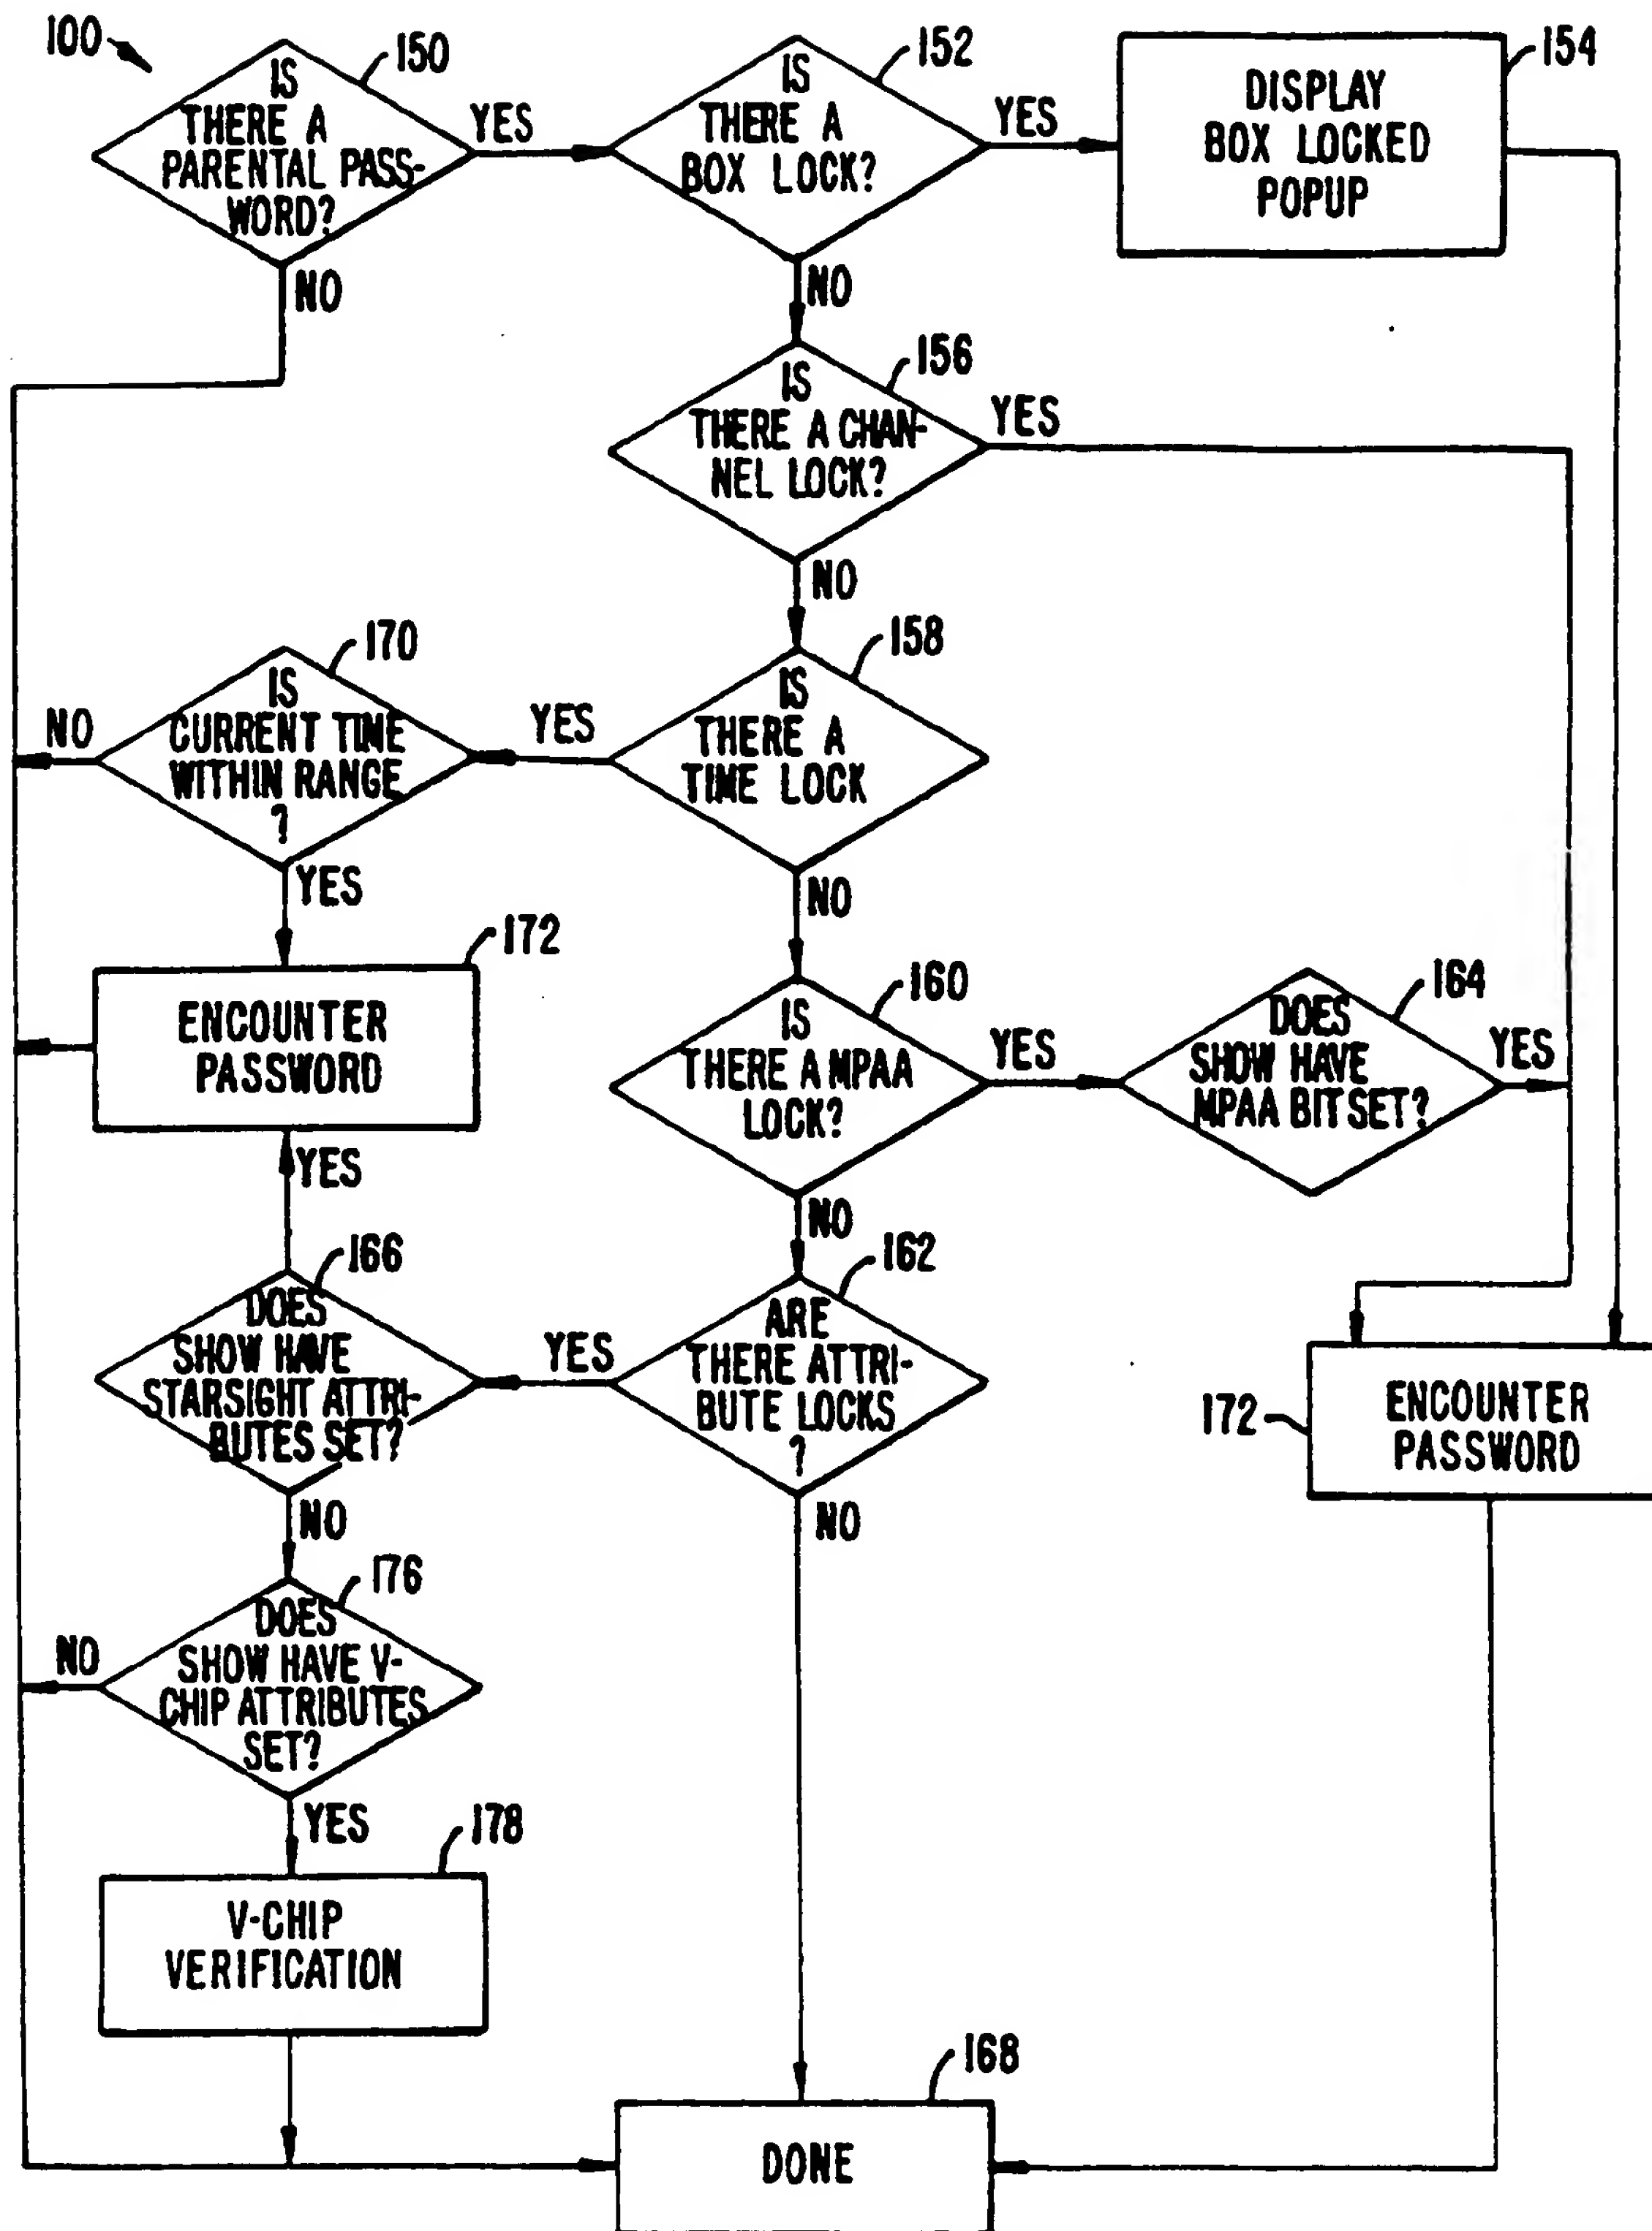 100
150
IS
THERE A
PARENTAL PASS-
WORD?
YES
NO
152
IS
THERE A
BOX LOCK?
YES
NO
154
DISPLAY
BOX LOCKED
POPUP
156
IS
THERE A CHAN-
NEL LOCK?
YES
NO
170
IS
CURRENT TIME
WITHIN RANGE
?
NO
YES
158
IS
THERE A
TIME LOCK
YES
NO
172
ENCOUNTER
PASSWORD
160
IS
THERE A MPAA
LOCK?
YES
NO
164
DOES
SHOW HAVE
MPAA BIT SET?
YES
YES
166
DOES
SHOW HAVE
STARSIGHT ATTRI-
BUTES SET?
NO
162
ARE
THERE ATTRI-
BUTE LOCKS
?
YES
NO
172
ENCOUNTER
PASSWORD
176
DOES
SHOW HAVE V-
CHIP ATTRIBUTES
SET?
NO
YES
178
V-CHIP
VERIFICATION
168
DONE